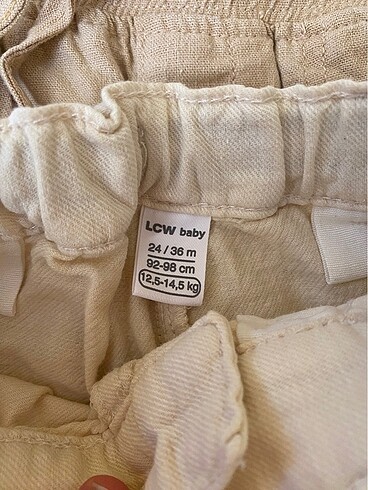 LCW baby
24 / 36 m
92-98 cm
12,5-14,5 kg